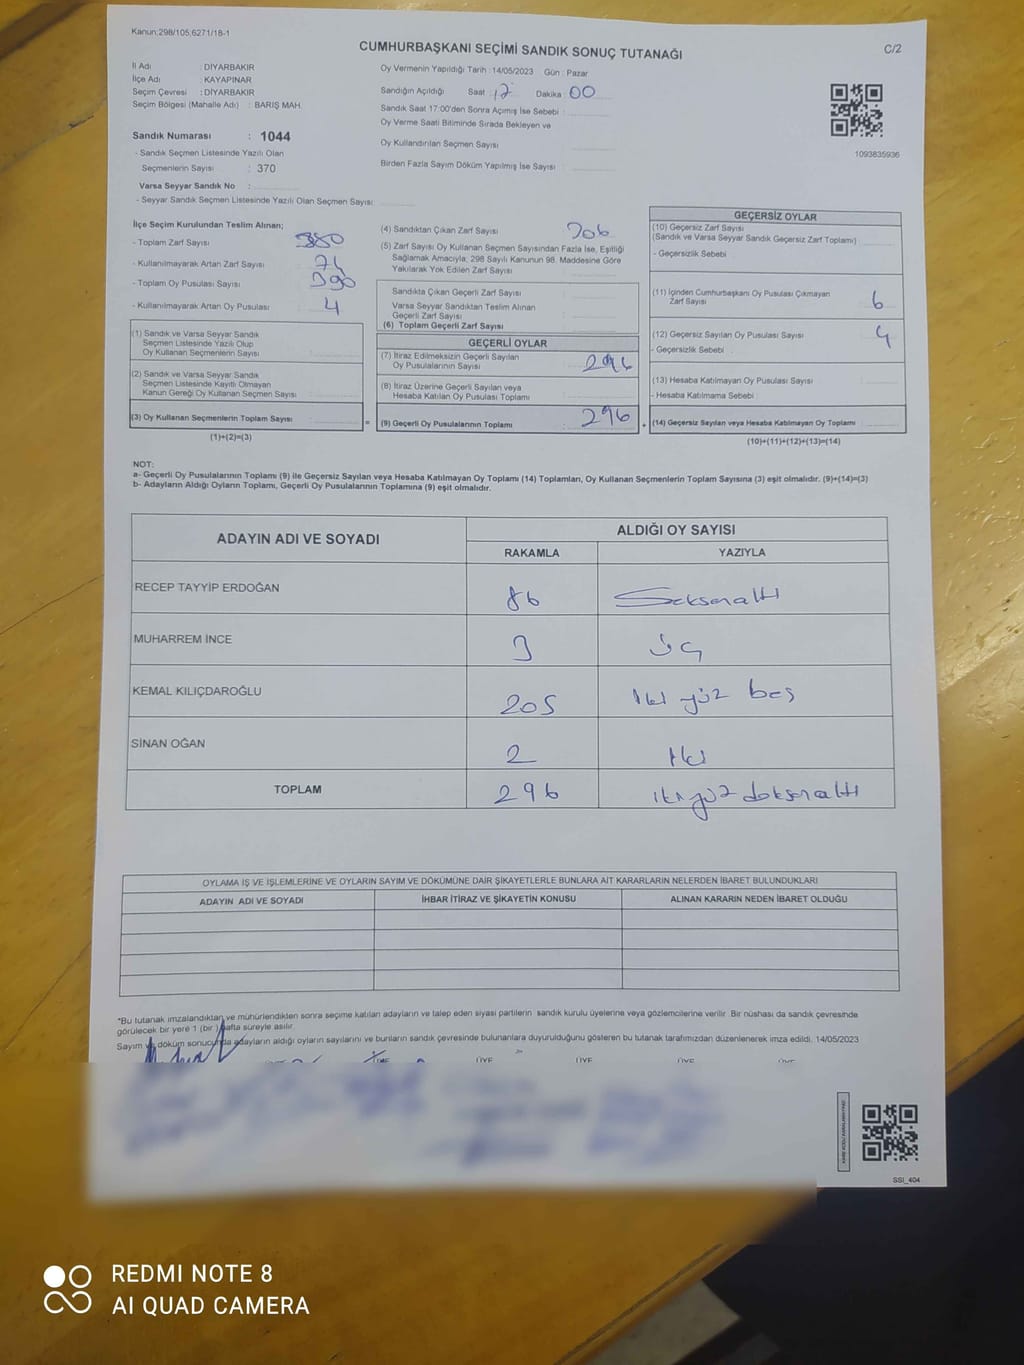 Kanun;298/105,6271/18-1
CUMHURBAŞKANI SEÇİMİ SANDIK SONUÇ TUTANAĞI
C/2
İl Adı : DİYARBAKIR
İlçe Adı : KAYAPINAR
Seçim Çevresi : DİYARBAKIR
Seçim Bölgesi (Mahalle Adı) : BARIŞ MAH.
Sandık Numarası : 1044
- Sandık Seçmen Listesinde Yazılı Olan
Seçmenlerin Sayısı : 370
Varsa Seyyar Sandık No :
- Seyyar Sandık Seçmen Listesinde Yazılı Olan Seçmen Sayısı:
Oy Vermenin Yapıldığı Tarih : 14/05/2023 Gün : Pazar
Sandığın Açıldığı Saat : 17 Dakika : 00
Sandık Saat 17:00'den Sonra Açımış İse Sebebi :
Oy Verme Saati Bitiminde Sırada Bekleyen ve
Oy Kullandırılan Seçmen Sayısı
Birden Fazla Sayım Döküm Yapılmış İse Sayısı :
1093835936
İlçe Seçim Kurulundan Teslim Alınan;
- Toplam Zarf Sayısı : 380
- Kullanılmayarak Artan Zarf Sayısı : 74
- Toplam Oy Pusulası Sayısı : 390
- Kullanılmayarak Artan Oy Pusulası : 4
(1) Sandık ve Varsa Seyyar Sandık
Seçmen Listesinde Yazılı Olup
Oy Kullanan Seçmenlerin Sayısı :
(2) Sandık ve Varsa Seyyar Sandık
Seçmen Listesinde Kayıtlı Olmayan
Kanun Gereği Oy Kullanan Seçmen Sayısı :
(3) Oy Kullanan Seçmenlerin Toplam Sayısı :
(1)+(2)=(3)
(4) Sandıktan Çıkan Zarf Sayısı : 306
(5) Zarf Sayısı Oy Kullanan Seçmen Sayısından Fazla İse, Eşitliği
Sağlamak Amacıyla, 298 Sayılı Kanunun 98. Maddesine Göre
Yakılarak Yok Edilen Zarf Sayısı :
Sandıkta Çıkan Geçerli Zarf Sayısı :
Varsa Seyyar Sandıktan Teslim Alınan
Geçerli Zarf Sayısı :
(6) Toplam Geçerli Zarf Sayısı
GEÇERLİ OYLAR
(7) İtiraz Edilmeksizin Geçerli Sayılan
Oy Pusulalarının Sayısı : 296
(8) İtiraz Üzerine Geçerli Sayılan veya
Hesaba Katılan Oy Pusulası Toplamı :
= (9) Geçerli Oy Pusulalarının Toplamı : 296 +
GEÇERSİZ OYLAR
(10) Geçersiz Zarf Sayısı
(Sandık ve Varsa Seyyar Sandık Geçersiz Zarf Toplamı) :
- Geçersizlik Sebebi :
(11) İçinden Cumhurbaşkanı Oy Pusulası Çıkmayan
Zarf Sayısı : 6
(12) Geçersiz Sayılan Oy Pusulası Sayısı : 4
- Geçersizlik Sebebi :
(13) Hesaba Katılmayan Oy Pusulası Sayısı :
- Hesaba Katılmama Sebebi :
(14) Geçersiz Sayılan veya Hesaba Katılmayan Oy Toplamı :
(10)+(11)+(12)+(13)=(14)
NOT:
a- Geçerli Oy Pusulalarının Toplamı (9) ile Geçersiz Sayılan veya Hesaba Katılmayan Oy Toplamı (14) Toplamları, Oy Kullanan Seçmenlerin Toplam Sayısına (3) eşit olmalıdır. (9)+(14)=(3)
b- Adayların Aldığı Oyların Toplamı, Geçerli Oy Pusulalarının Toplamına (9) eşit olmalıdır.
ADAYIN ADI VE SOYADI
ALDIĞI OY SAYISI
RAKAMLA YAZIYLA
RECEP TAYYİP ERDOĞAN 86 Seksenaltı
MUHARREM İNCE 3 üç
KEMAL KILIÇDAROĞLU 205 İki yüz beş
SİNAN OĞAN 2 İki
TOPLAM 296 ikiyüz doksanaltı
OYLAMA İŞ VE İŞLEMLERİNE VE OYLARIN SAYIM VE DÖKÜMÜNE DAİR ŞİKAYETLERLE BUNLARA AİT KARARLARIN NELERDEN İBARET BULUNDUKLARI
ADAYIN ADI VE SOYADI İHBAR İTİRAZ VE ŞİKAYETİN KONUSU ALINAN KARARIN NEDEN İBARET OLDUĞU
*Bu tutanak imzalandıktan ve mühürlendikten sonra seçime katılan adayların ve talep eden siyasi partilerin sandık kurulu üyelerine veya gözlemcilerine verilir. Bir nüshası da sandık çevresinde
görülecek bir yere 1 (bir) hafta süreyle asılır.
Sayım ve döküm sonucunda adayların aldığı oyların sayılarını ve bunların sandık çevresinde bulunanlara duyurulduğunu gösteren bu tutanak tarafımızdan düzenlenerek imza edildi. 14/05/2023
ÜYE ÜYE ÜYE ÜYE
SSI_404
REDMI NOTE 8
AI QUAD CAMERA